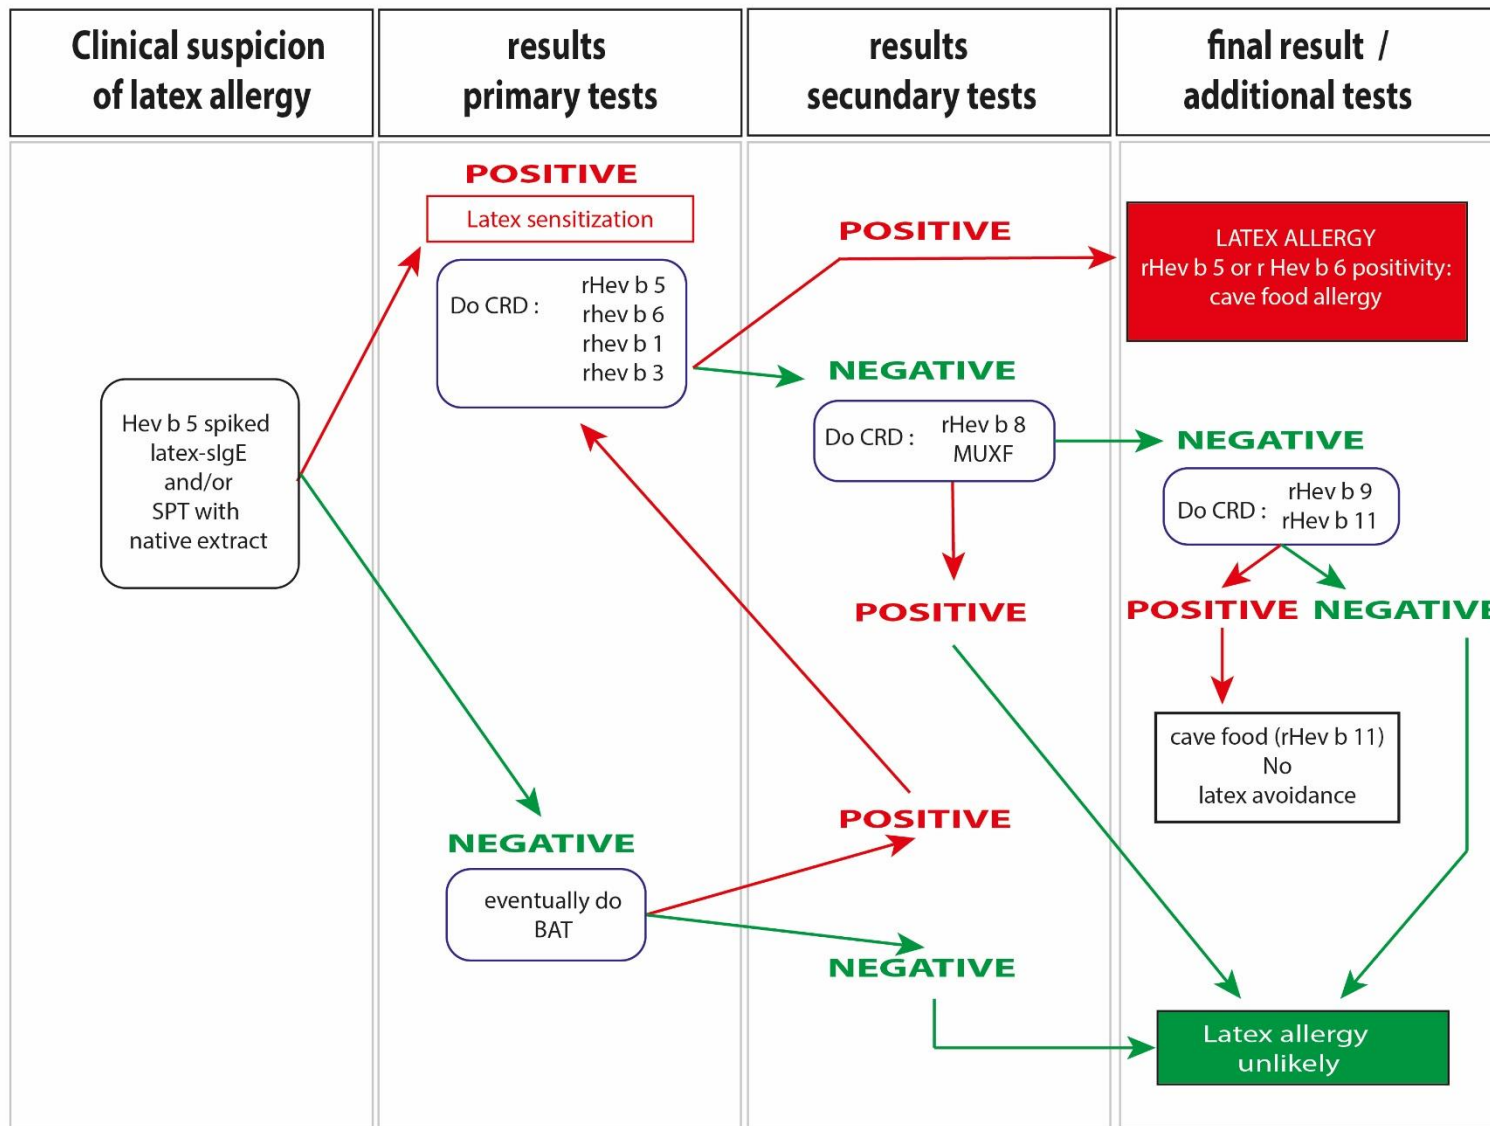 Clinical suspicion
of latex allergy
results
primary tests
results
secundary tests
final result /
additional tests
Hev b 5 spiked
latex-sIgE
and/or
SPT with
native extract
POSITIVE
Latex sensitization
Do CRD :
rHev b 5
rhev b 6
rhev b 1
rhev b 3
NEGATIVE
eventually do
BAT
POSITIVE
NEGATIVE
Do CRD :
rHev b 8
MUXF
POSITIVE
POSITIVE
NEGATIVE
LATEX ALLERGY
rHev b 5 or r Hev b 6 positivity:
cave food allergy
NEGATIVE
Do CRD :
rHev b 9
rHev b 11
POSITIVE
NEGATIVE
cave food (rHev b 11)
No
latex avoidance
Latex allergy
unlikely